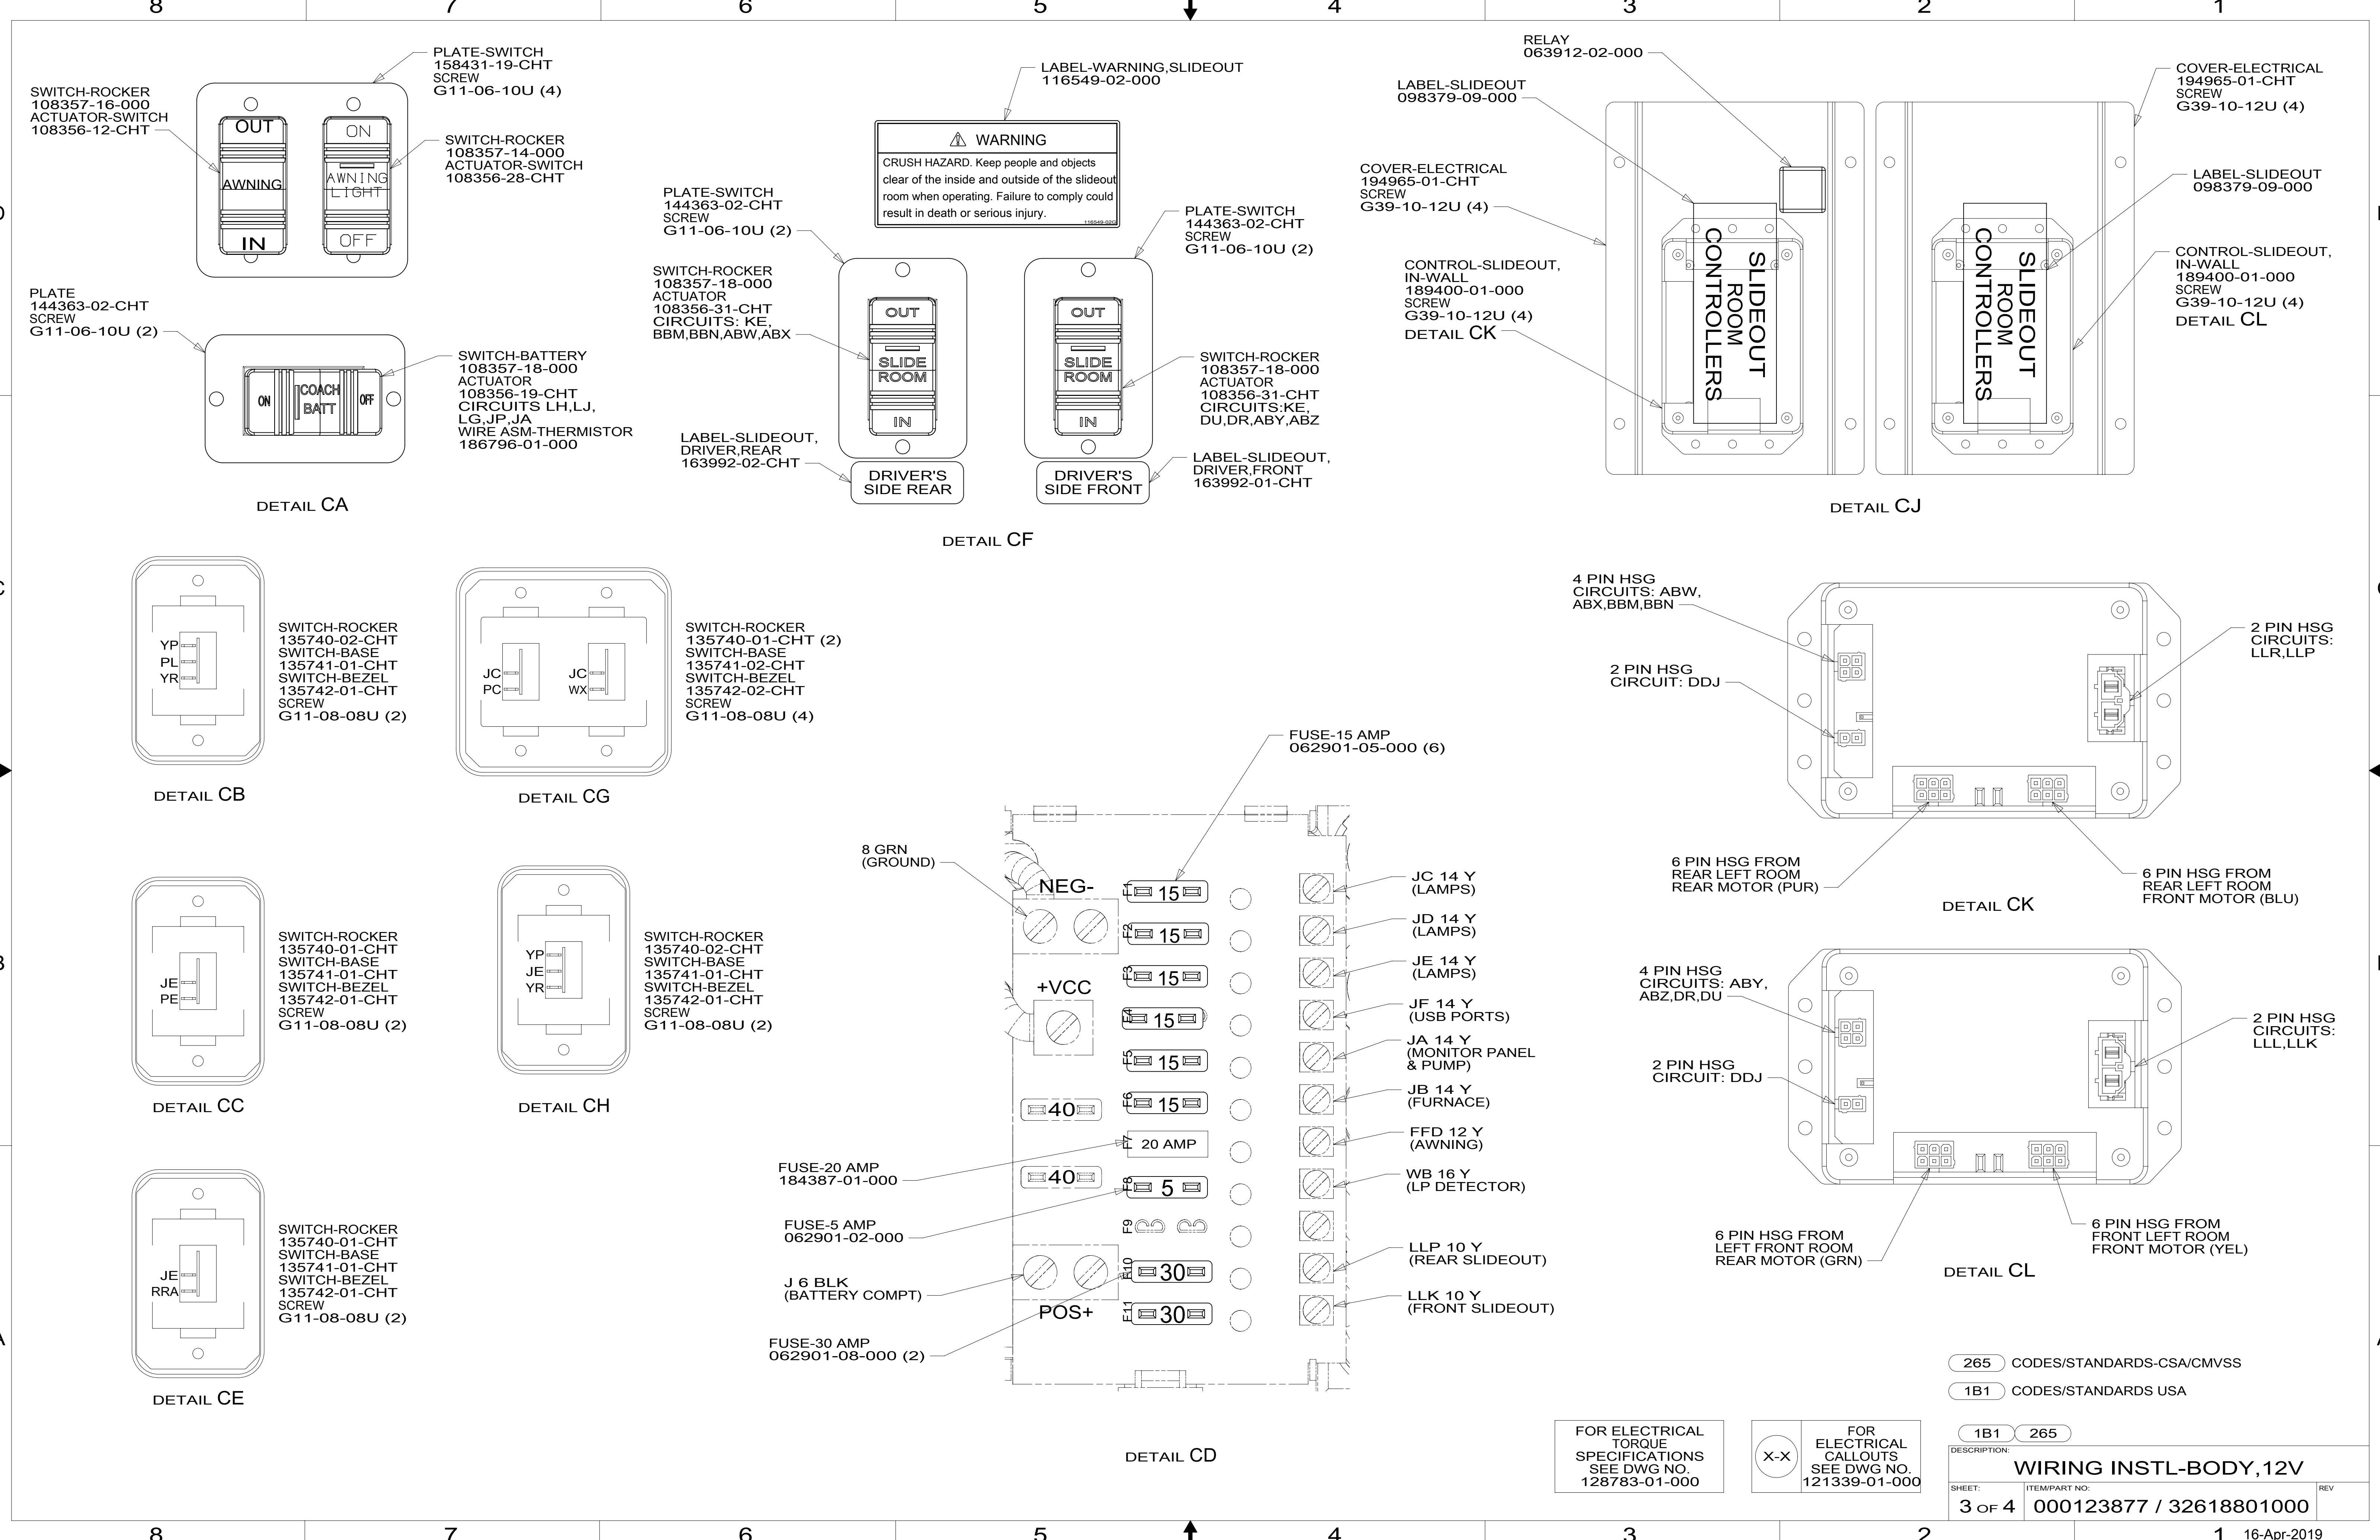 8 7 6 5 4 3 2 1
SWITCH-ROCKER
108357-16-000
ACTUATOR-SWITCH
108356-12-CHT
PLATE-SWITCH
158431-19-CHT
SCREW
G11-06-10U (4)
OUT
AWNING
IN
ON
AWNING
LIGHT
OFF
SWITCH-ROCKER
108357-14-000
ACTUATOR-SWITCH
108356-28-CHT
PLATE
144363-02-CHT
SCREW
G11-06-10U (2)
ON
COACH
BATT
OFF
SWITCH-BATTERY
108357-18-000
ACTUATOR
108356-19-CHT
CIRCUITS LH,LJ,
LG,JP,JA
WIRE ASM-THERMISTOR
186796-01-000
DETAIL CA
LABEL-WARNING,SLIDEOUT
116549-02-000
WARNING
CRUSH HAZARD. Keep people and objects
clear of the inside and outside of the slideout
room when operating. Failure to comply could
result in death or serious injury.
PLATE-SWITCH
144363-02-CHT
SCREW
G11-06-10U (2)
SWITCH-ROCKER
108357-18-000
ACTUATOR
108356-31-CHT
CIRCUITS: KE,
BBM,BBN,ABW,ABX
LABEL-SLIDEOUT,
DRIVER,REAR
163992-02-CHT
OUT
SLIDE
ROOM
IN
DRIVER'S
SIDE REAR
OUT
SLIDE
ROOM
IN
DRIVER'S
SIDE FRONT
PLATE-SWITCH
144363-02-CHT
SCREW
G11-06-10U (2)
SWITCH-ROCKER
108357-18-000
ACTUATOR
108356-31-CHT
CIRCUITS:KE,
DU,DR,ABY,ABZ
LABEL-SLIDEOUT,
DRIVER,FRONT
163992-01-CHT
DETAIL CF
RELAY
063912-02-000
LABEL-SLIDEOUT
098379-09-000
COVER-ELECTRICAL
194965-01-CHT
SCREW
G39-10-12U (4)
CONTROL-SLIDEOUT,
IN-WALL
189400-01-000
SCREW
G39-10-12U (4)
DETAIL CK
SLIDEOUT
ROOM
CONTROLLERS
SLIDEOUT
ROOM
CONTROLLERS
COVER-ELECTRICAL
194965-01-CHT
SCREW
G39-10-12U (4)
LABEL-SLIDEOUT
098379-09-000
CONTROL-SLIDEOUT,
IN-WALL
189400-01-000
SCREW
G39-10-12U (4)
DETAIL CL
DETAIL CJ
YP
PL
YR
SWITCH-ROCKER
135740-02-CHT
SWITCH-BASE
135741-01-CHT
SWITCH-BEZEL
135742-01-CHT
SCREW
G11-08-08U (2)
DETAIL CB
JC
PC
JC
WX
SWITCH-ROCKER
135740-01-CHT (2)
SWITCH-BASE
135741-02-CHT
SWITCH-BEZEL
135742-02-CHT
SCREW
G11-08-08U (4)
DETAIL CG
JE
PE
SWITCH-ROCKER
135740-01-CHT
SWITCH-BASE
135741-01-CHT
SWITCH-BEZEL
135742-01-CHT
SCREW
G11-08-08U (2)
DETAIL CC
YP
JE
YR
SWITCH-ROCKER
135740-02-CHT
SWITCH-BASE
135741-01-CHT
SWITCH-BEZEL
135742-01-CHT
SCREW
G11-08-08U (2)
DETAIL CH
JE
RRA
SWITCH-ROCKER
135740-01-CHT
SWITCH-BASE
135741-01-CHT
SWITCH-BEZEL
135742-01-CHT
SCREW
G11-08-08U (2)
DETAIL CE
FUSE-15 AMP
062901-05-000 (6)
8 GRN
(GROUND)
NEG-
+VCC
40
40
POS+
F1 15
F2 15
F3 15
F4 15
F5 15
F6 15
F7 20 AMP
F8 5
F9
F10 30
F11 30
FUSE-20 AMP
184387-01-000
FUSE-5 AMP
062901-02-000
J 6 BLK
(BATTERY COMPT)
FUSE-30 AMP
062901-08-000 (2)
JC 14 Y
(LAMPS)
JD 14 Y
(LAMPS)
JE 14 Y
(LAMPS)
JF 14 Y
(USB PORTS)
JA 14 Y
(MONITOR PANEL
& PUMP)
JB 14 Y
(FURNACE)
FFD 12 Y
(AWNING)
WB 16 Y
(LP DETECTOR)
LLP 10 Y
(REAR SLIDEOUT)
LLK 10 Y
(FRONT SLIDEOUT)
DETAIL CD
4 PIN HSG
CIRCUITS: ABW,
ABX,BBM,BBN
2 PIN HSG
CIRCUIT: DDJ
2 PIN HSG
CIRCUITS:
LLR,LLP
6 PIN HSG FROM
REAR LEFT ROOM
REAR MOTOR (PUR)
6 PIN HSG FROM
REAR LEFT ROOM
FRONT MOTOR (BLU)
DETAIL CK
4 PIN HSG
CIRCUITS: ABY,
ABZ,DR,DU
2 PIN HSG
CIRCUIT: DDJ
2 PIN HSG
CIRCUITS:
LLL,LLK
6 PIN HSG FROM
LEFT FRONT ROOM
REAR MOTOR (GRN)
6 PIN HSG FROM
FRONT LEFT ROOM
FRONT MOTOR (YEL)
DETAIL CL
265 CODES/STANDARDS-CSA/CMVSS
1B1 CODES/STANDARDS USA
1B1 265
FOR ELECTRICAL
TORQUE
SPECIFICATIONS
SEE DWG NO.
128783-01-000
X-X
FOR
ELECTRICAL
CALLOUTS
SEE DWG NO.
121339-01-000
DESCRIPTION:
WIRING INSTL-BODY,12V
SHEET:
3 OF 4
ITEM/PART NO:
000123877 / 32618801000
REV
8 7 6 5 4 3 2 1
16-Apr-2019